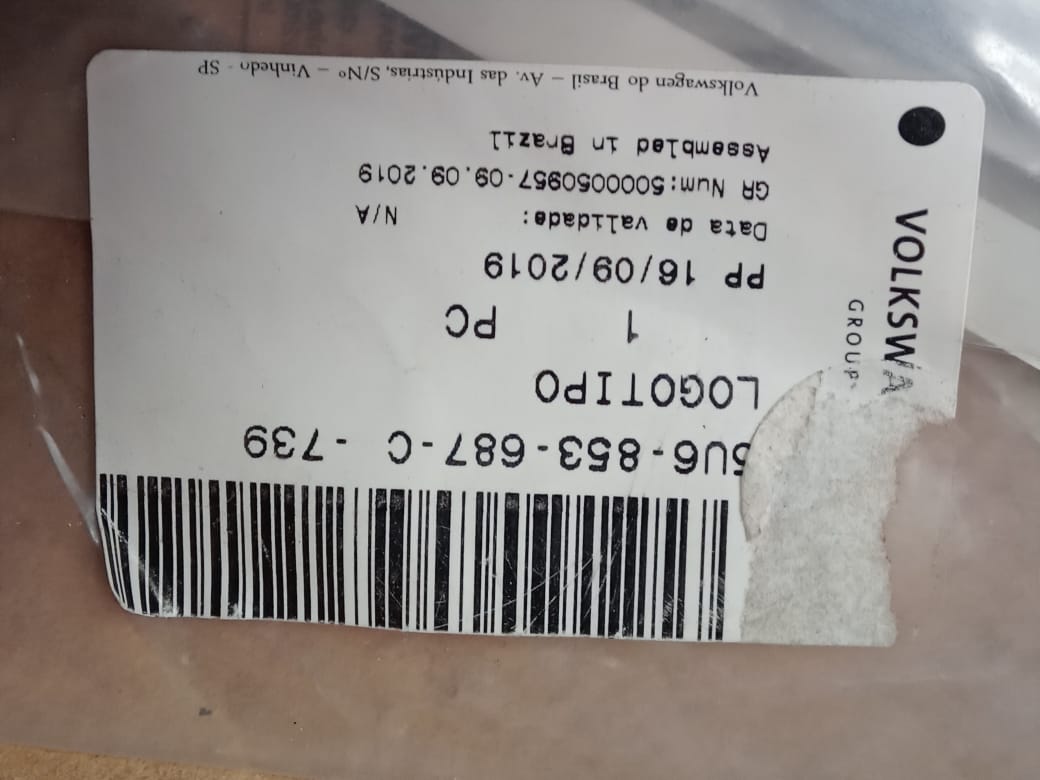 5U6-853-687-C -739
LOGOTIPO
1 PC
PP 16/09/2019
Data de validade: N/A
GR Num:5000050957-09.09.2019
Assembled in Brazil
Volkswagen do Brasil – Av. das Indústrias, S/Nº – Vinhedo - SP
VOLKSWA
GROUP